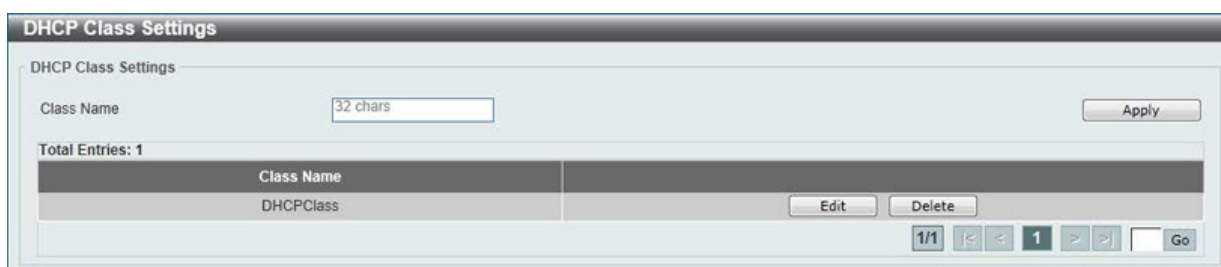 DHCP Class Settings
DHCP Class Settings
Class Name 32 chars Apply
Total Entries: 1
Class Name
DHCPClass Edit Delete
1/1 |< < 1 > >| Go